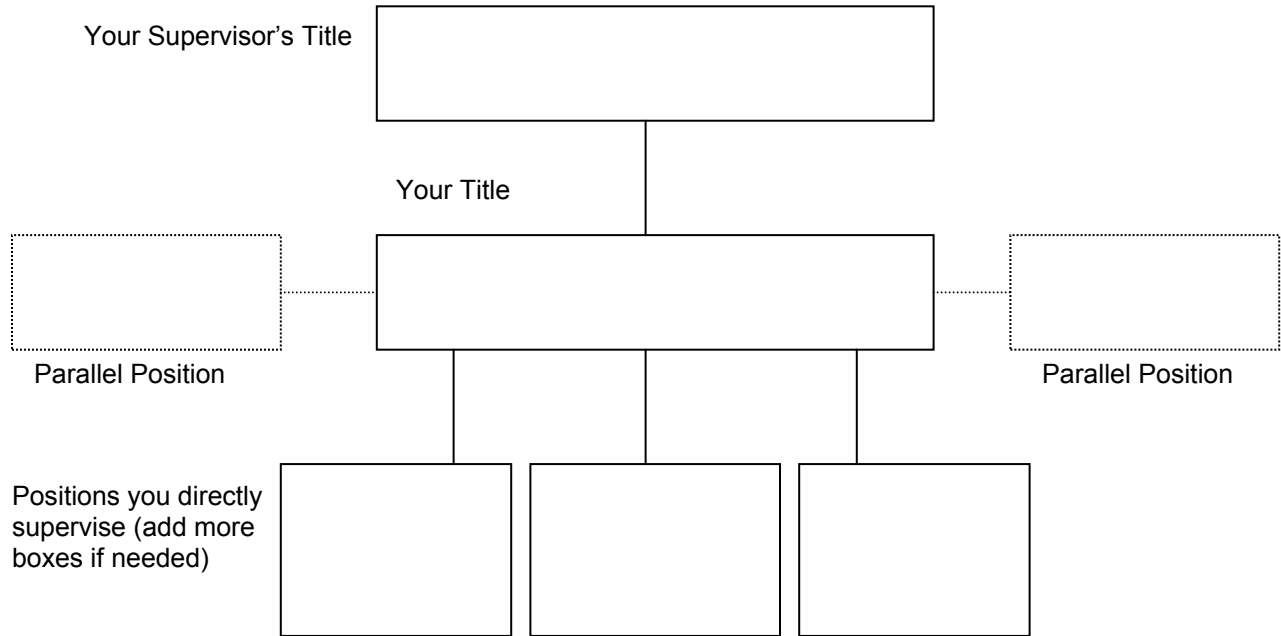 Your Supervisor’s Title
Your Title
Parallel Position
Parallel Position
Positions you directly
supervise (add more
boxes if needed)